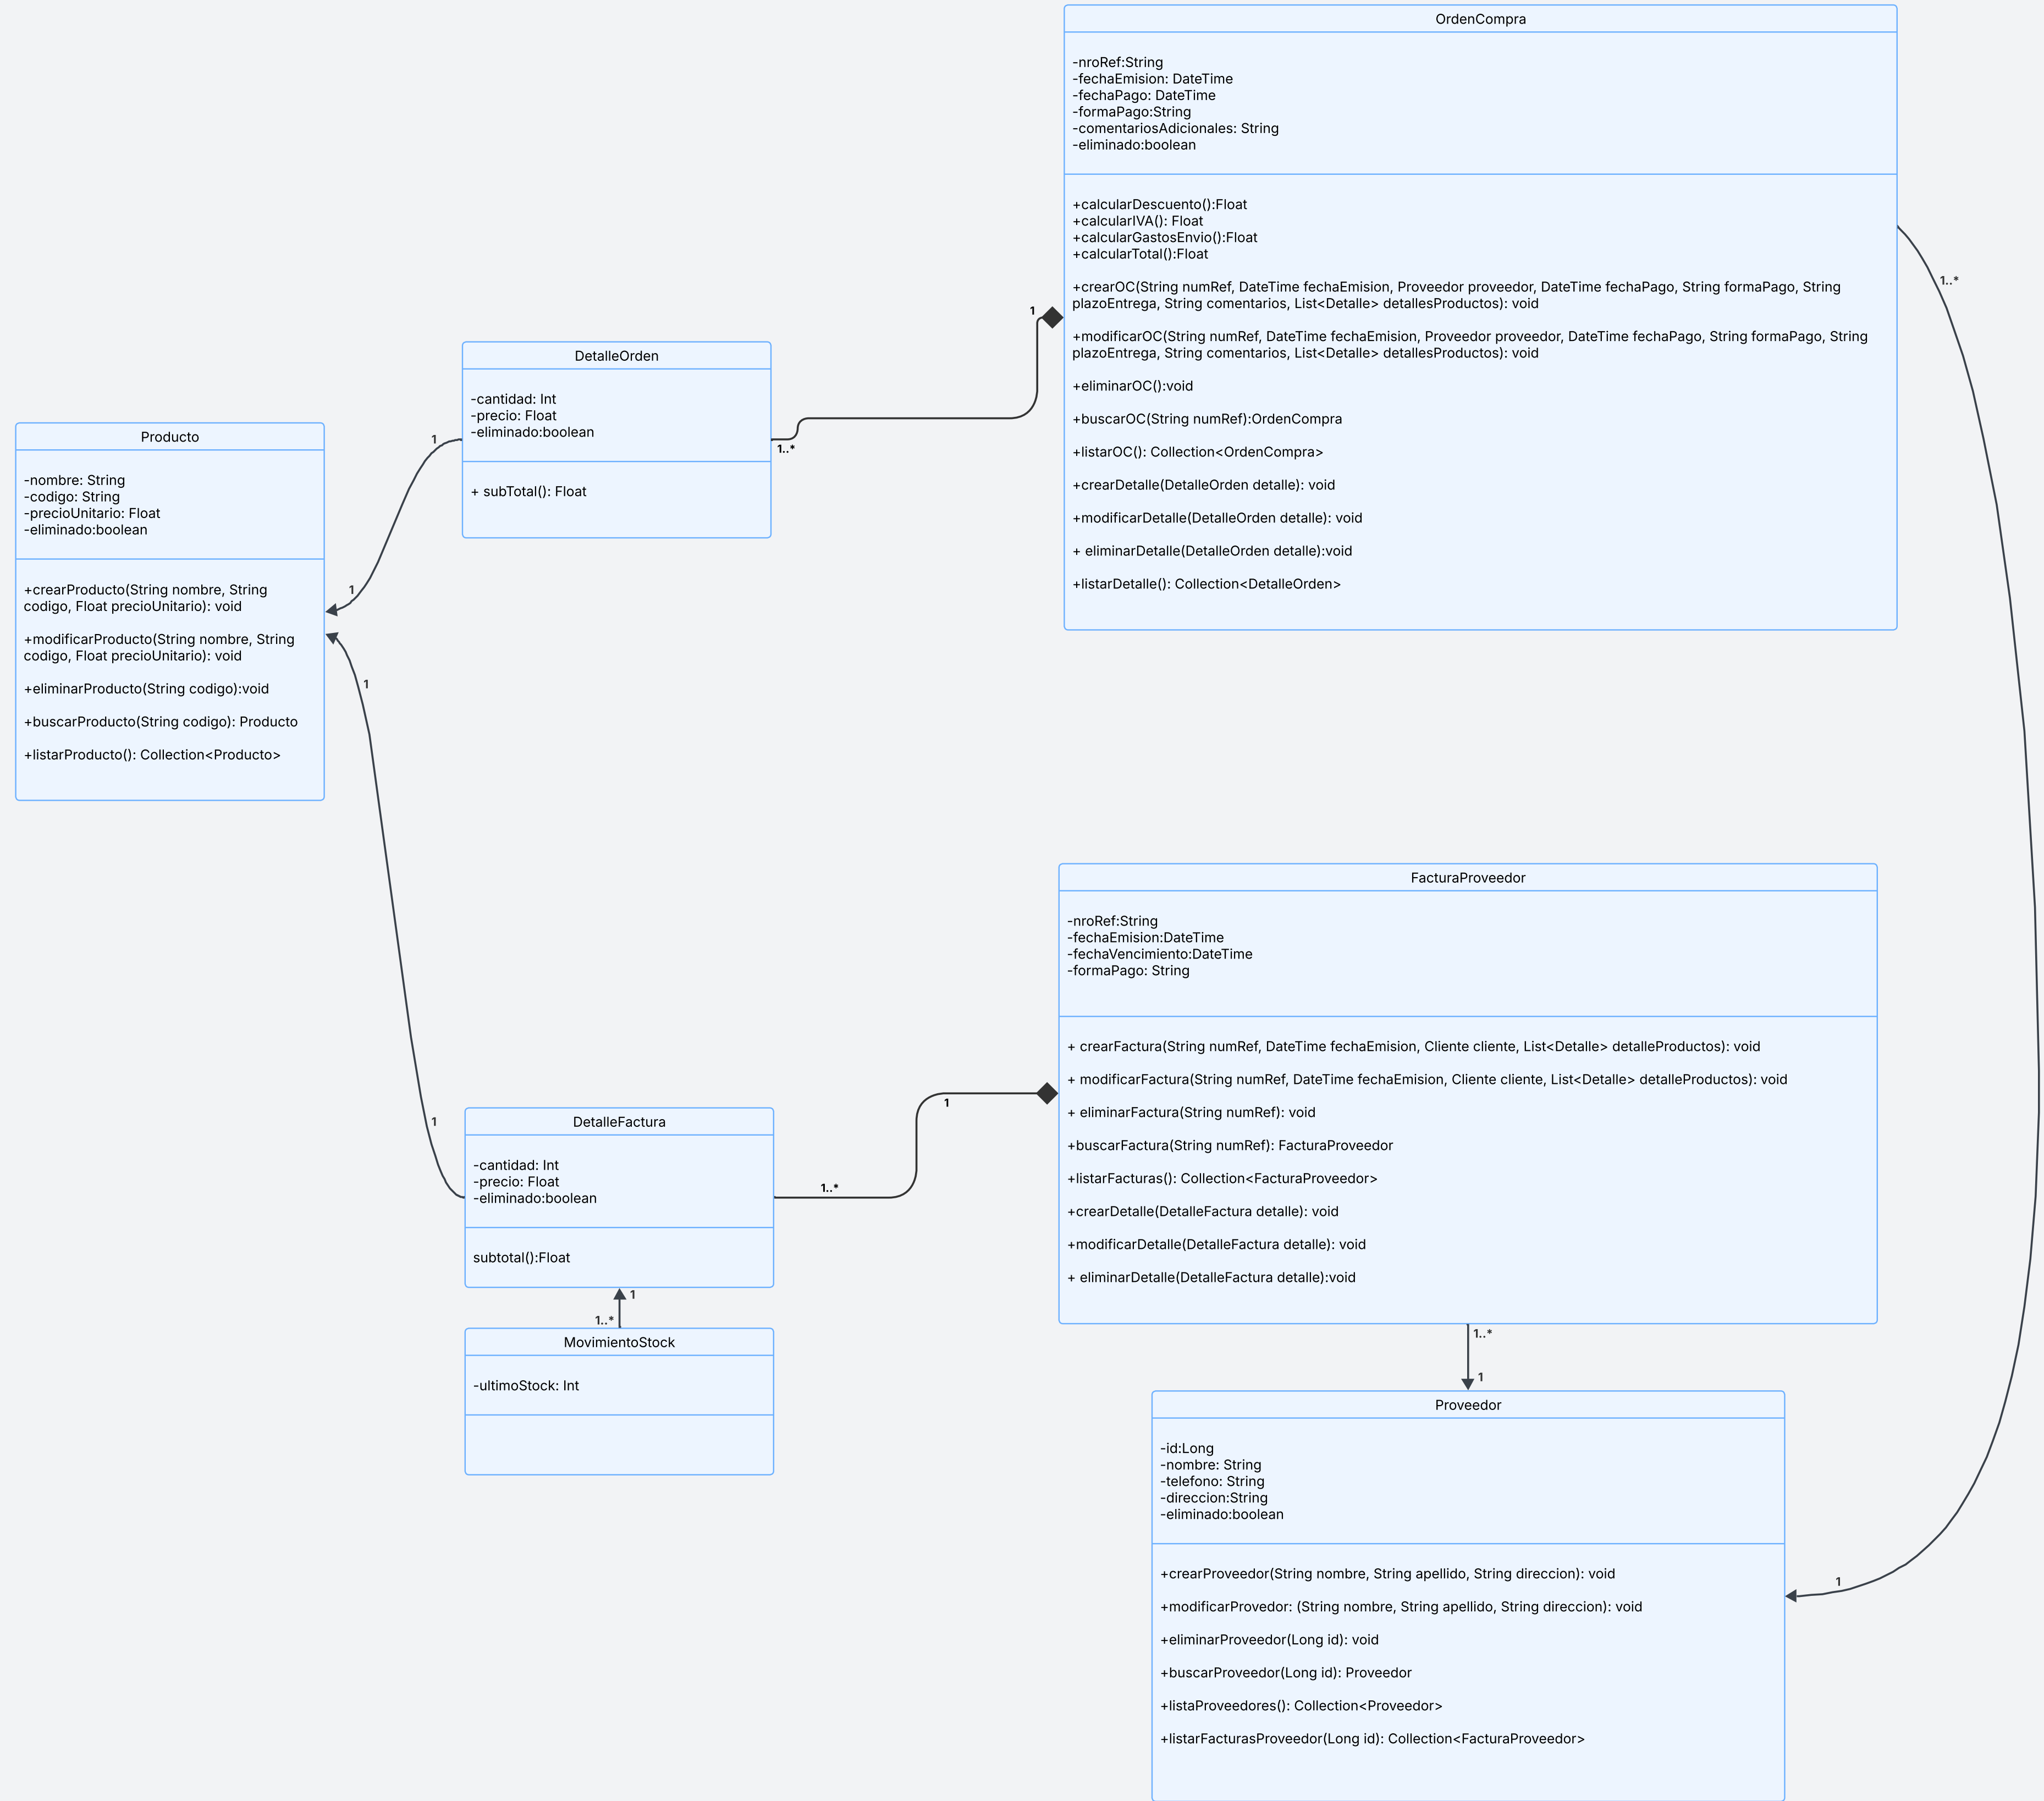 OrdenCompra
-nroRef:String
-fechaEmision: DateTime
-fechaPago: DateTime
-formaPago:String
-comentariosAdicionales: String
-eliminado:boolean
+calcularDescuento():Float
+calcularIVA(): Float
+calcularGastosEnvio():Float
+calcularTotal():Float
+crearOC(String numRef, DateTime fechaEmision, Proveedor proveedor, DateTime fechaPago, String formaPago, String
plazoEntrega, String comentarios, List<Detalle> detallesProductos): void
+modificarOC(String numRef, DateTime fechaEmision, Proveedor proveedor, DateTime fechaPago, String formaPago, String
plazoEntrega, String comentarios, List<Detalle> detallesProductos): void
+eliminarOC():void
+buscarOC(String numRef):OrdenCompra
+listarOC(): Collection<OrdenCompra>
+crearDetalle(DetalleOrden detalle): void
+modificarDetalle(DetalleOrden detalle): void
+ eliminarDetalle(DetalleOrden detalle):void
+listarDetalle(): Collection<DetalleOrden>
1..*
1
1..*
DetalleOrden
-cantidad: Int
-precio: Float
-eliminado:boolean
+ subTotal(): Float
1
1
Producto
-nombre: String
-codigo: String
-precioUnitario: Float
-eliminado:boolean
+crearProducto(String nombre, String
codigo, Float precioUnitario): void
+modificarProducto(String nombre, String
codigo, Float precioUnitario): void
+eliminarProducto(String codigo):void
+buscarProducto(String codigo): Producto
+listarProducto(): Collection<Producto>
1
1
FacturaProveedor
-nroRef:String
-fechaEmision:DateTime
-fechaVencimiento:DateTime
-formaPago: String
+ crearFactura(String numRef, DateTime fechaEmision, Cliente cliente, List<Detalle> detalleProductos): void
+ modificarFactura(String numRef, DateTime fechaEmision, Cliente cliente, List<Detalle> detalleProductos): void
+ eliminarFactura(String numRef): void
+buscarFactura(String numRef): FacturaProveedor
+listarFacturas(): Collection<FacturaProveedor>
+crearDetalle(DetalleFactura detalle): void
+modificarDetalle(DetalleFactura detalle): void
+ eliminarDetalle(DetalleFactura detalle):void
1
1..*
DetalleFactura
-cantidad: Int
-precio: Float
-eliminado:boolean
subtotal():Float
1
1..*
MovimientoStock
-ultimoStock: Int
1..*
1
Proveedor
-id:Long
-nombre: String
-telefono: String
-direccion:String
-eliminado:boolean
+crearProveedor(String nombre, String apellido, String direccion): void
+modificarProvedor: (String nombre, String apellido, String direccion): void
+eliminarProveedor(Long id): void
+buscarProveedor(Long id): Proveedor
+listaProveedores(): Collection<Proveedor>
+listarFacturasProveedor(Long id): Collection<FacturaProveedor>
1